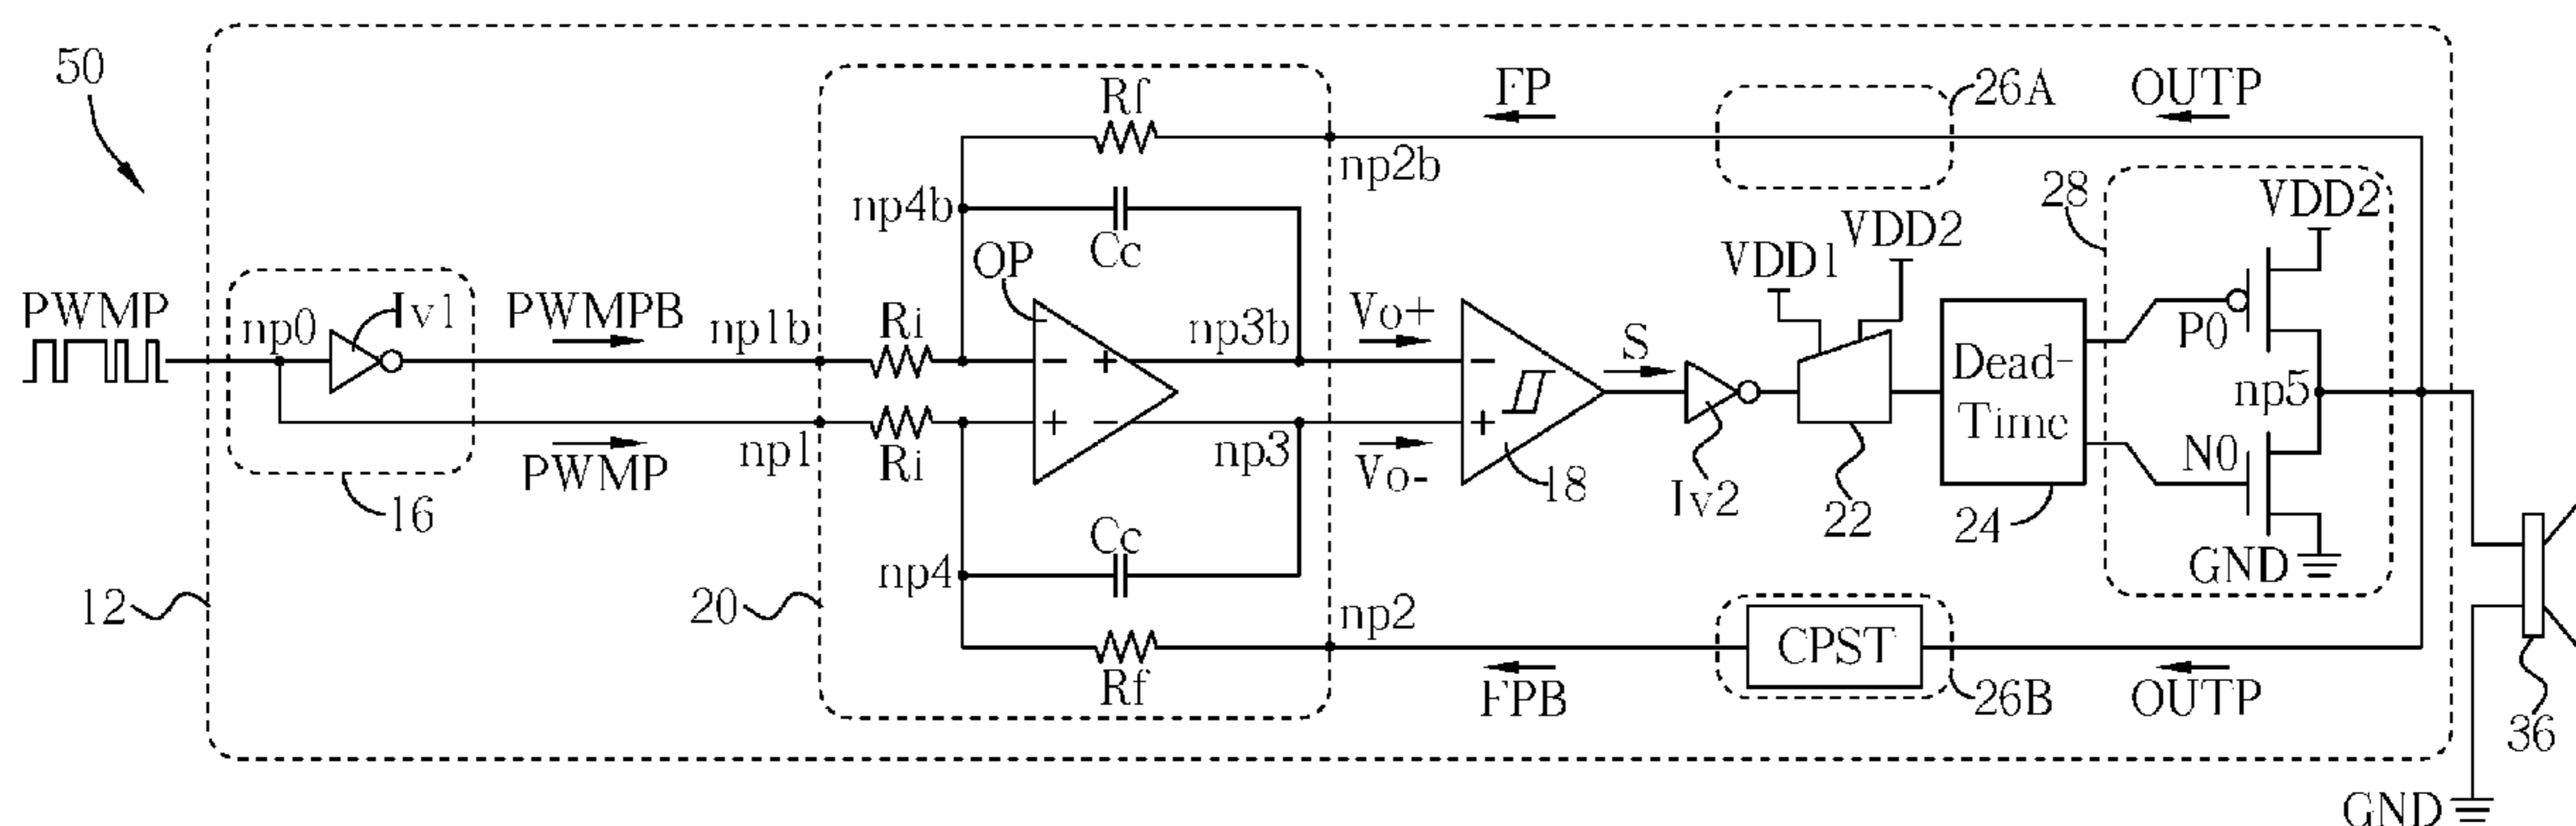 50
Rf
FP
26A
OUTP
np2b
np4b
Cc
28
VDD2
VDD2
VDD1
OP
PWMP
np0
Iv1
PWMPB
np1b
Ri
- +
np3b
Vo+
-
S
P0
Dead-
Time
np5
PWMP
np1
Ri
+ -
np3
Vo-
+
18
Iv2
22
24
N0
GND
16
Cc
np4
12
20
np2
CPST
Rf
FPB
26B
OUTP
36
GND